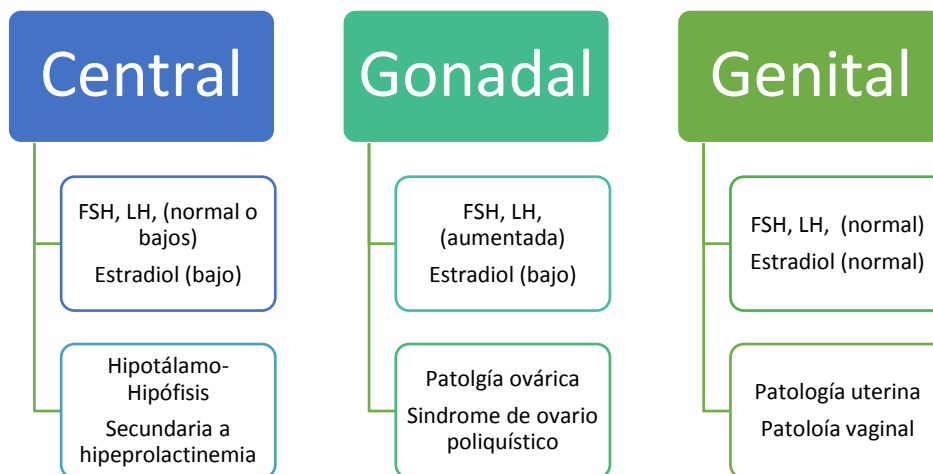 Central
FSH, LH, (normal o
bajos)
Estradiol (bajo)
Hipotálamo-
Hipófisis
Secundaria a
hipeprolactinemia
Gonadal
FSH, LH,
(aumentada)
Estradiol (bajo)
Patolgía ovárica
Sindrome de ovario
poliquístico
Genital
FSH, LH, (normal)
Estradiol (normal)
Patología uterina
Patoloía vaginal